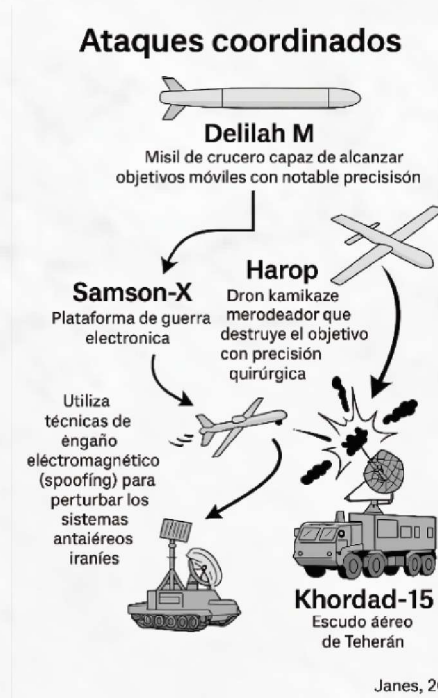 Ataques coordinados
Delilah M
Misil de crucero capaz de alcanzar
objetivos móviles con notable precisisón
Samson-X
Plataforma de guerra
electronica
Harop
Dron kamikaze
merodeador que
destruye el objetivo
con precisión
quirúrgica
Utiliza
técnicas de
èngaño
eléctromagnético
(spoofing) para
perturbar los
sistemas
antaiéreos
iraníes
Khordad-15
Escudo áéreo
de Teherán
Janes,